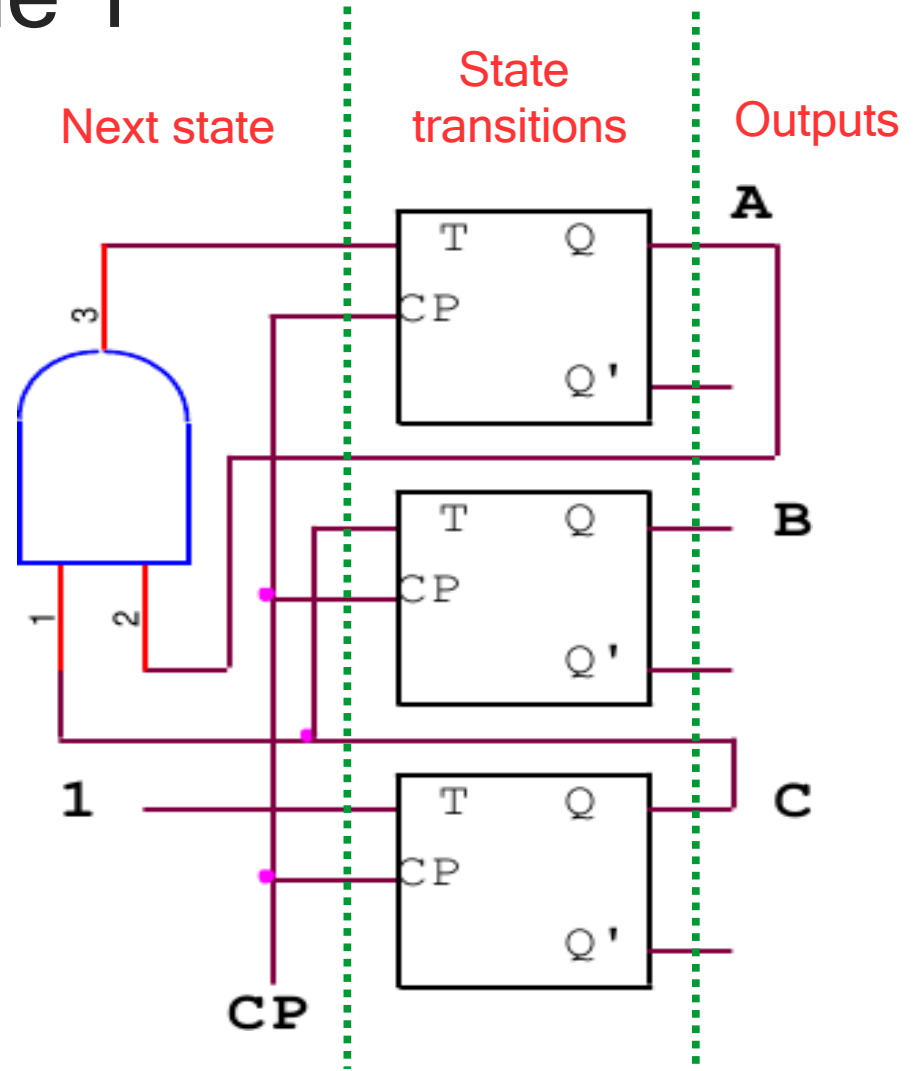 Next state
State
transitions
Outputs
A
T Q
3
CP
Q'
T Q
B
CP
1
2
Q'
1
T Q
C
CP
Q'
CP